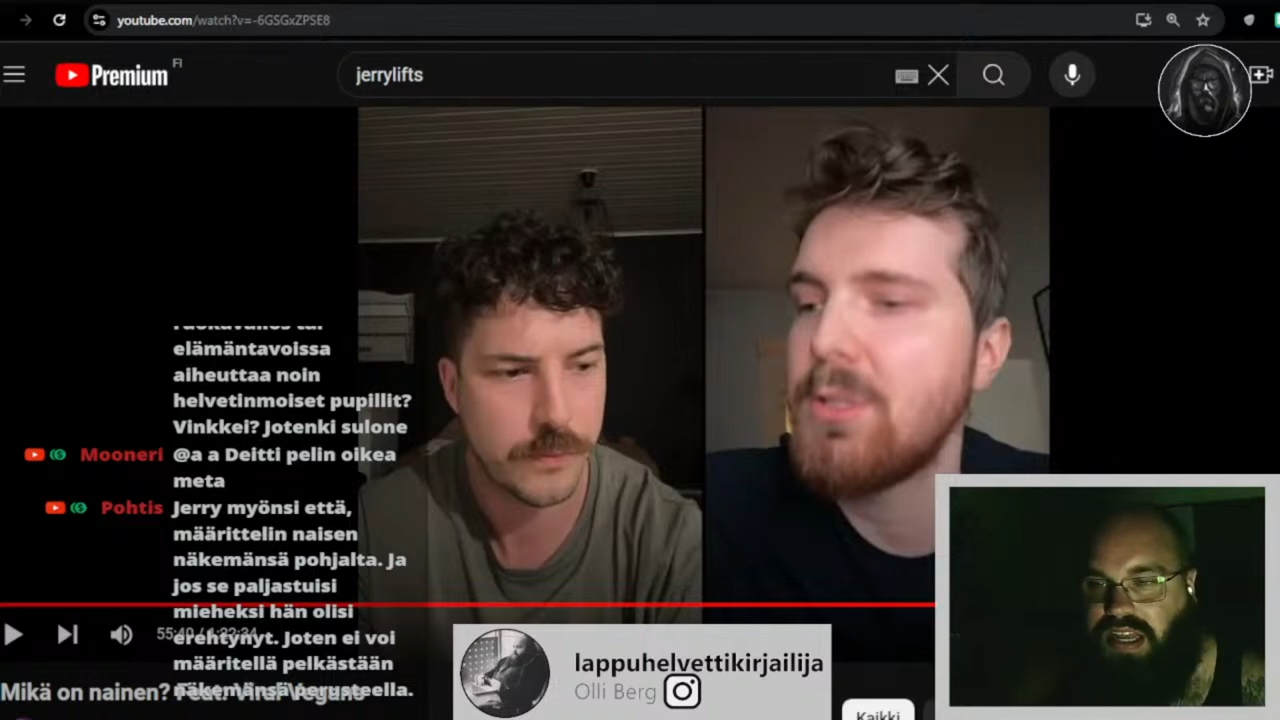 youtube.com/watch?v=-6GSGxZPSE8
Premium
FI
jerrylifts
elämäntavoissa
aiheuttaa noin
helvetinmoiset pupillit?
Vinkkei? Jotenki sulone
Mooneri @a a Deitti pelin oikea
meta
Pohtis Jerry myönsi että,
määrittelin naisen
näkemänsä pohjalta. Ja
jos se paljastuisi
mieheksi hän olisi
erehtynyt. Joten ei voi
määritellä pelkästään
näkemänsä perusteella.
Mikä on nainen?
lappuhelvettikirjailija
Olli Berg
Kaikki